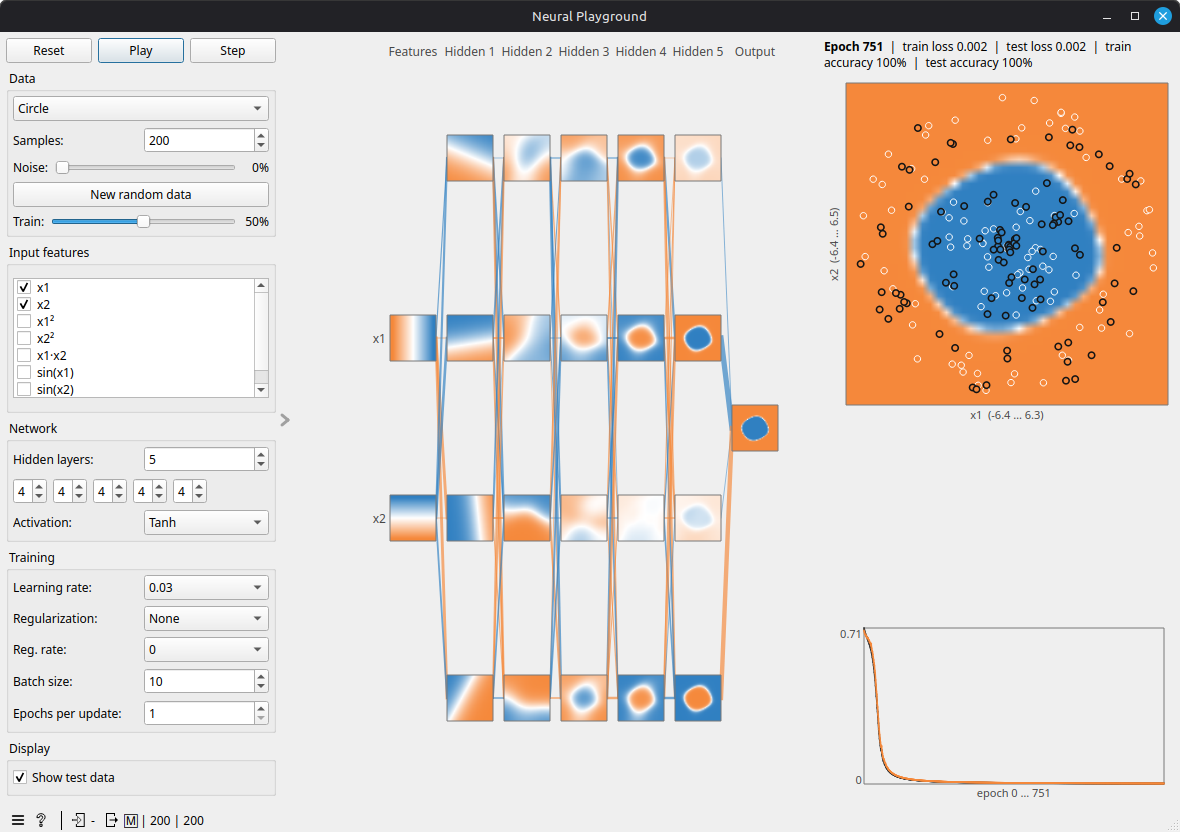 Neural Playground
Reset Play Step
Data
Circle
Samples: 200
Noise: 0%
New random data
Train: 50%
Input features
x1
x2
x1²
x2²
x1·x2
sin(x1)
sin(x2)
Network
Hidden layers: 5
4 4 4 4 4
Activation: Tanh
Training
Learning rate: 0.03
Regularization: None
Reg. rate: 0
Batch size: 10
Epochs per update: 1
Display
Show test data
? | - M | 200 | 200
Features Hidden 1 Hidden 2 Hidden 3 Hidden 4 Hidden 5 Output
x1
x2
Epoch 751 | train loss 0.002 | test loss 0.002 | train
accuracy 100% | test accuracy 100%
x2 (-6.4 ... 6.5)
x1 (-6.4 ... 6.3)
0.71
0
epoch 0 ... 751